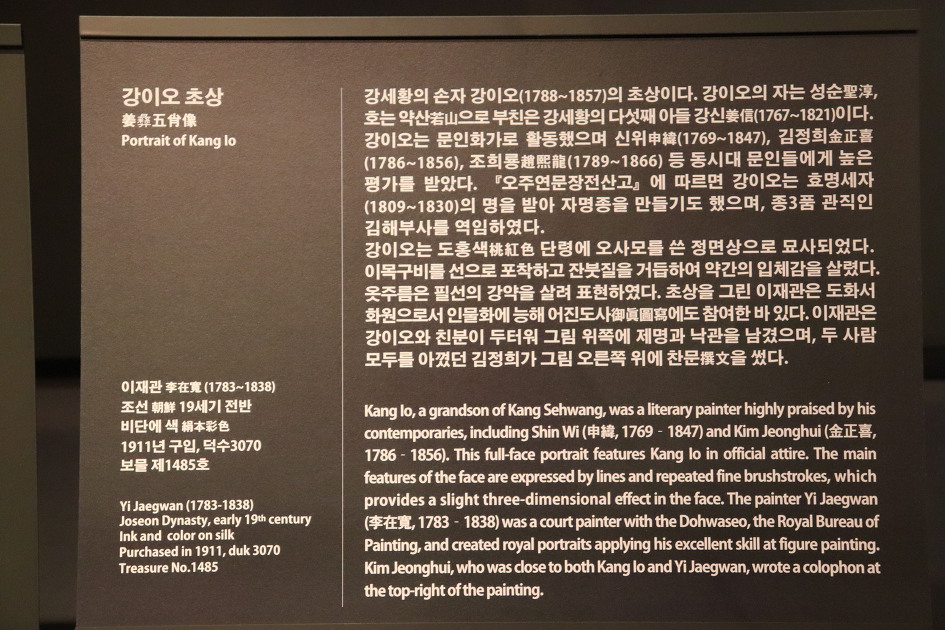 강이오 초상
姜彛五肖像
Portrait of Kang Io
이재관 李在寬 (1783~1838)
조선 朝鮮 19세기 전반
비단에 색 絹本彩色
1911년 구입, 덕수3070
보물 제1485호
Yi Jaegwan (1783-1838)
Joseon Dynasty, early 19th century
Ink and color on silk
Purchased in 1911, duk 3070
Treasure No.1485
강세황의 손자 강이오(1788~1857)의 초상이다. 강이오의 자는 성순聖淳,
호는 약산若山으로 부친은 강세황의 다섯째 아들 강신姜信(1767~1821)이다.
강이오는 문인화가로 활동했으며 신위申緯(1769~1847), 김정희金正喜
(1786~1856), 조희룡趙熙龍(1789~1866) 등 동시대 문인들에게 높은
평가를 받았다. 『오주연문장전산고』에 따르면 강이오는 효명세자
(1809~1830)의 명을 받아 자명종을 만들기도 했으며, 종3품 관직인
김해부사를 역임하였다.
강이오는 도홍색桃紅色 단령에 오사모를 쓴 정면상으로 묘사되었다.
이목구비를 선으로 포착하고 잔붓질을 거듭하여 약간의 입체감을 살렸다.
옷주름은 필선의 강약을 살려 표현하였다. 초상을 그린 이재관은 도화서
화원으로서 인물화에 능해 어진도사御眞圖寫에도 참여한 바 있다. 이재관은
강이오와 친분이 두터워 그림 위쪽에 제명과 낙관을 남겼으며, 두 사람
모두를 아꼈던 김정희가 그림 오른쪽 위에 찬문撰文을 썼다.
Kang Io, a grandson of Kang Sehwang, was a literary painter highly praised by his
contemporaries, including Shin Wi (申緯, 1769 - 1847) and Kim Jeonghui (金正喜,
1786 - 1856). This full-face portrait features Kang Io in official attire. The main
features of the face are expressed by lines and repeated fine brushstrokes, which
provides a slight three-dimensional effect in the face. The painter Yi Jaegwan
(李在寬, 1783 - 1838) was a court painter with the Dohwaseo, the Royal Bureau of
Painting, and created royal portraits applying his excellent skill at figure painting.
Kim Jeonghui, who was close to both Kang Io and Yi Jaegwan, wrote a colophon at
the top-right of the painting.